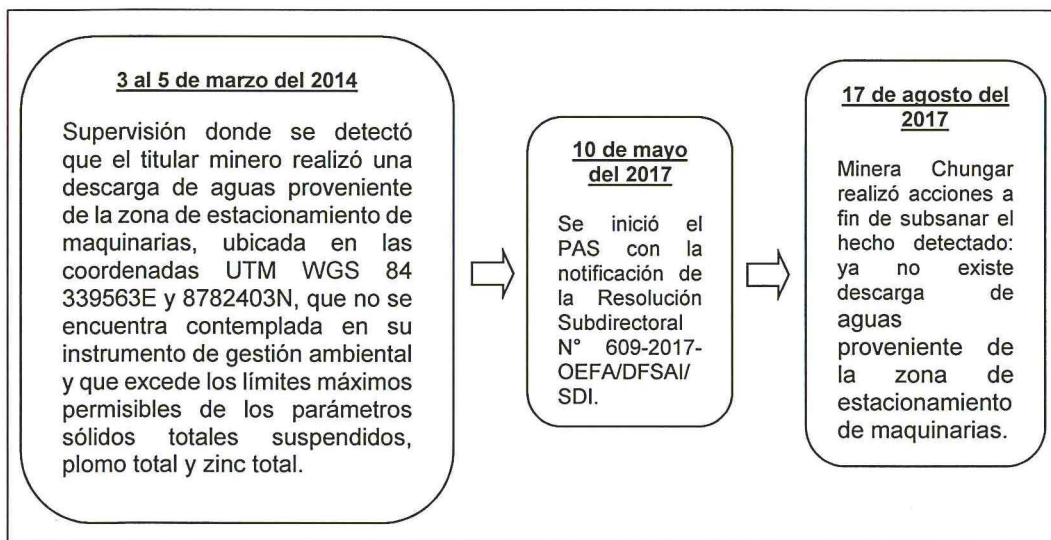 3 al 5 de marzo del 2014
Supervisión donde se detectó
que el titular minero realizó una
descarga de aguas proveniente
de la zona de estacionamiento de
maquinarias, ubicada en las
coordenadas UTM WGS 84
339563E y 8782403N, que no se
encuentra contemplada en su
instrumento de gestión ambiental
y que excede los límites máximos
permisibles de los parámetros
sólidos totales suspendidos,
plomo total y zinc total.
10 de mayo
del 2017
Se inició el
PAS con la
notificación de
la Resolución
Subdirectoral
N° 609-2017-
OEFA/DFSAI/
SDI.
17 de agosto del
2017
Minera Chungar
realizó acciones a
fin de subsanar el
hecho detectado:
ya no existe
descarga de
aguas
proveniente de
la zona de
estacionamiento
de maquinarias.